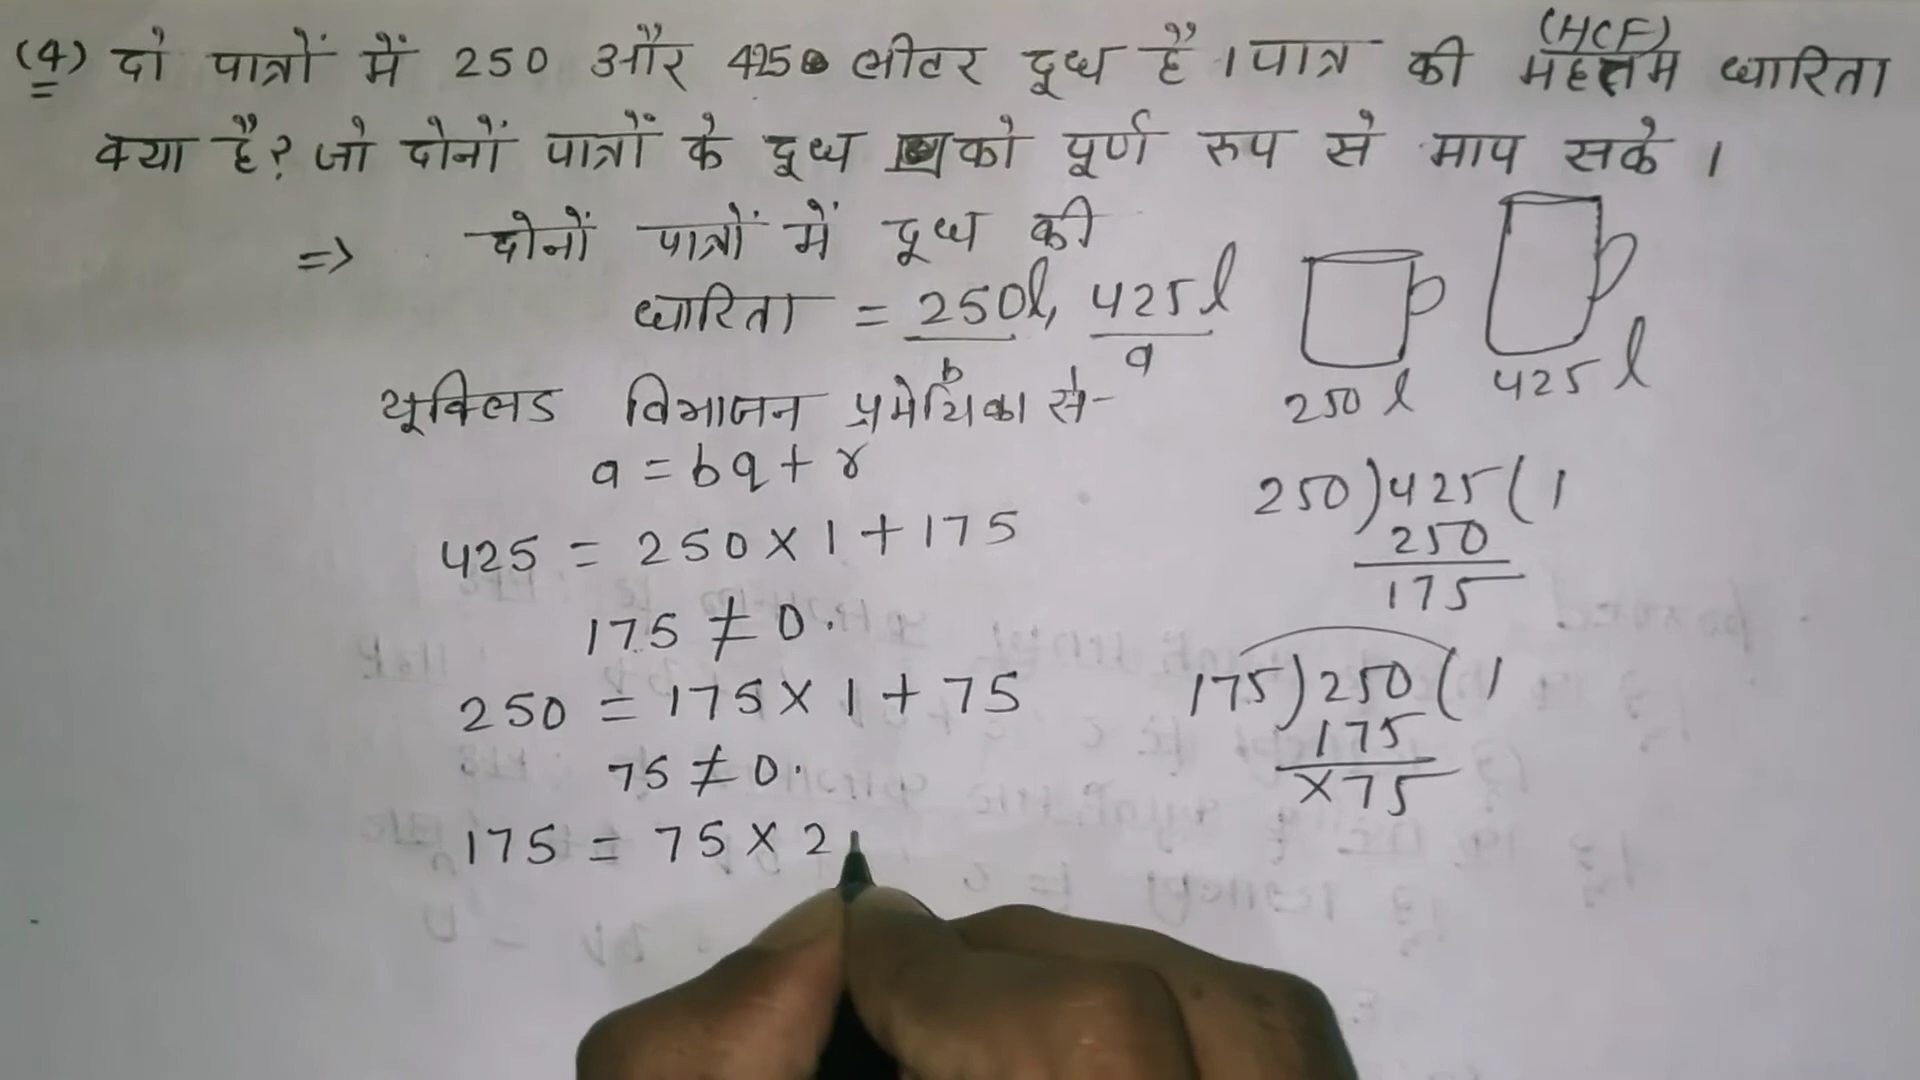 (HCF)
(4) दो पात्रों में 250 और 425 लीटर दूध है । पात्र की महत्तम धारिता
क्या है? जो दोनों पात्रों के दूध को पूर्ण रुप से माप सके ।
=> दोनों पात्रों में दूध की
धारिता = 250l, 425l
b a
250 l 425 l
यूक्लिड विभाजन प्रमेयिका से-
a = bq + r
425 = 250 × 1 + 175
175 ≠ 0.
250 = 175 × 1 + 75
75 ≠ 0.
175 = 75 × 2
250)425(1
250
175
175)250(1
175
×75